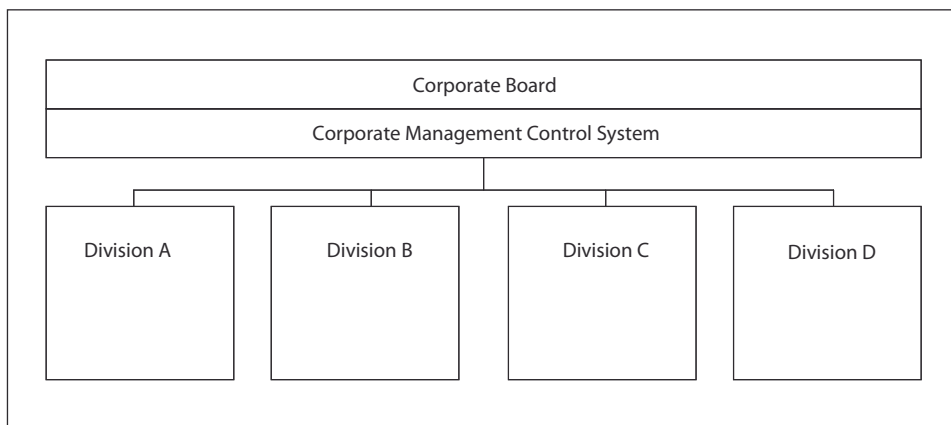 Corporate Board
Corporate Management Control System
Division A
Division B
Division C
Division D